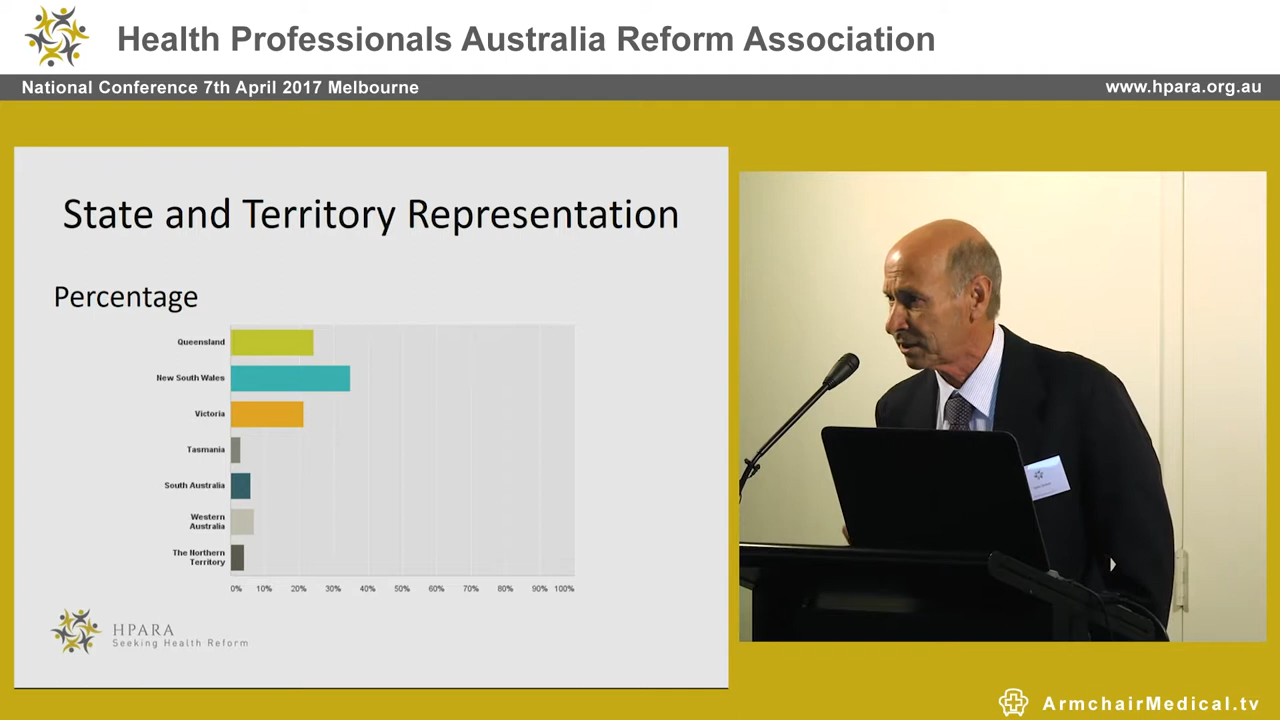 Health Professionals Australia Reform Association
National Conference 7th April 2017 Melbourne
www.hpara.org.au
State and Territory Representation
Percentage
Queensland
New South Wales
Victoria
Tasmania
South Australia
Western
Australia
The Northern
Territory
0% 10% 20% 30% 40% 50% 60% 70% 80% 90% 100%
HPARA
Seeking Health Reform
ArmchairMedical.tv